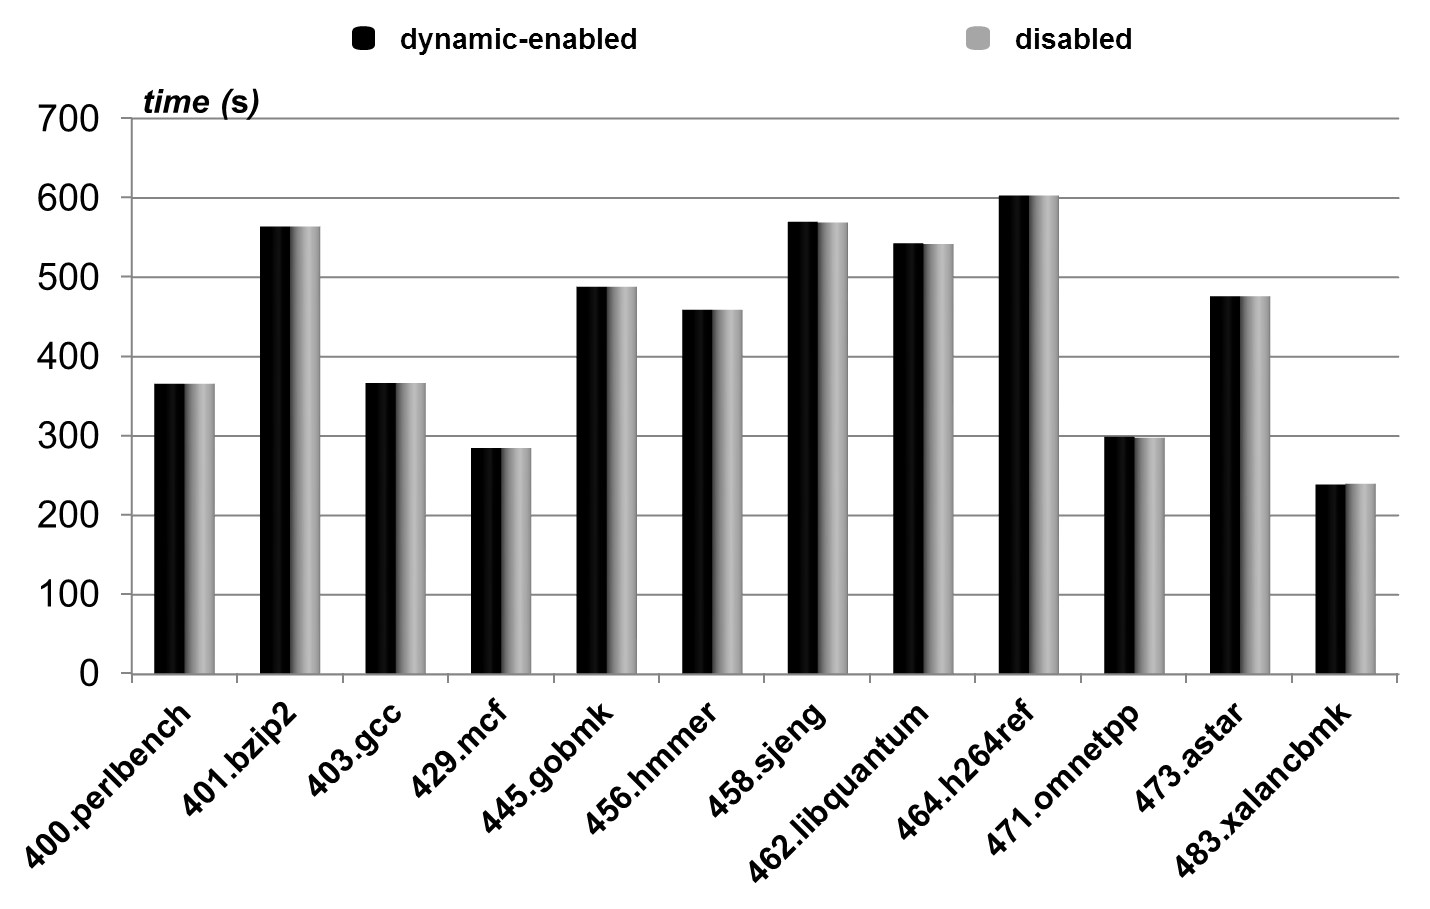 dynamic-enabled disabled
time (s)
700
600
500
400
300
200
100
0
400.perlbench
401.bzip2
403.gcc
429.mcf
445.gobmk
456.hmmer
458.sjeng
462.libquantum
464.h264ref
471.omnetpp
473.astar
483.xalancbmk